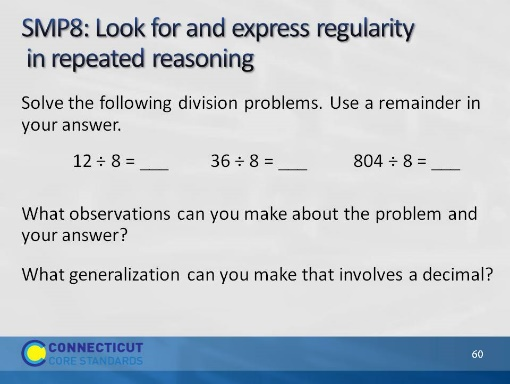 SMP8: Look for and express regularity
in repeated reasoning
Solve the following division problems. Use a remainder in
your answer.
12 ÷ 8 = ___ 36 ÷ 8 = ___ 804 ÷ 8 = ___
What observations can you make about the problem and
your answer?
What generalization can you make that involves a decimal?
CONNECTICUT
CORE STANDARDS
60